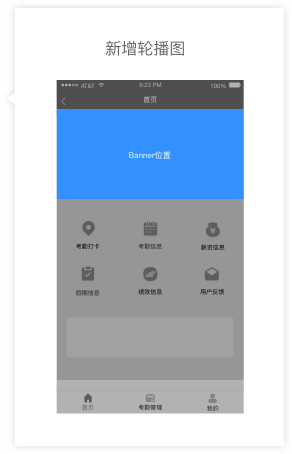 新增轮播图
AT&T 9:23 PM 100%
首页
Banner位置
考勤打卡 考勤信息 薪资信息
假期信息 绩效信息 用户反馈
首页 考勤管理 我的